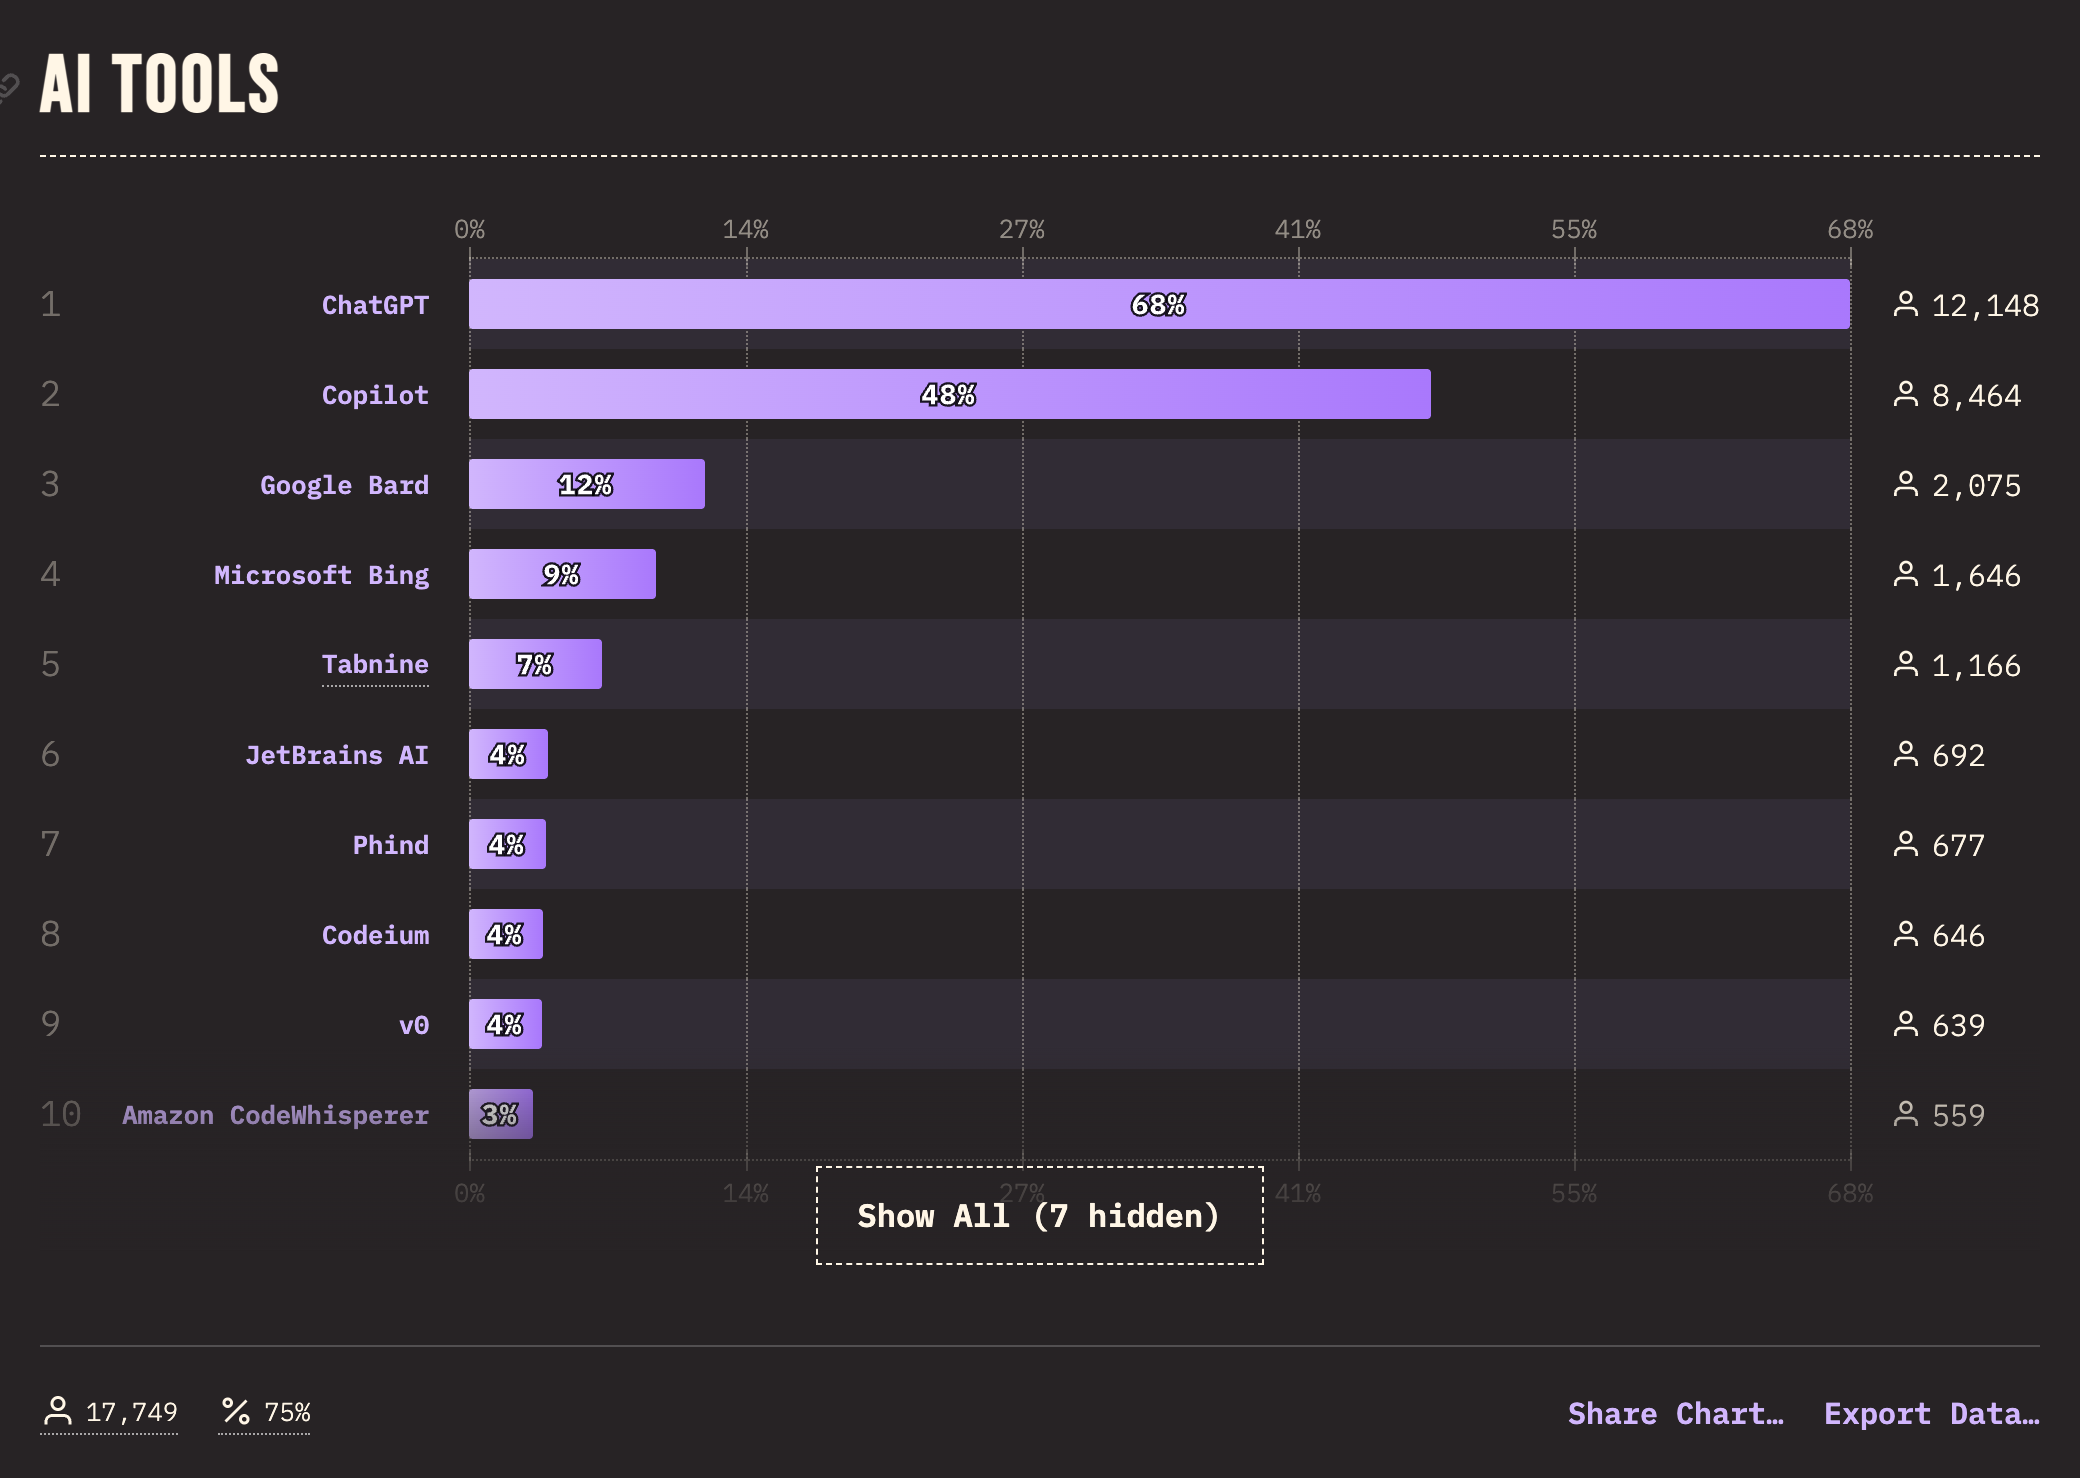 AI TOOLS
0% 14% 27% 41% 55% 68%
1 ChatGPT 68% 12,148
2 Copilot 48% 8,464
3 Google Bard 12% 2,075
4 Microsoft Bing 9% 1,646
5 Tabnine 7% 1,166
6 JetBrains AI 4% 692
7 Phind 4% 677
8 Codeium 4% 646
9 v0 4% 639
10 Amazon CodeWhisperer 3% 559
0% 14% 27% 41% 55% 68%
Show All (7 hidden)
17,749 % 75% Share Chart… Export Data…